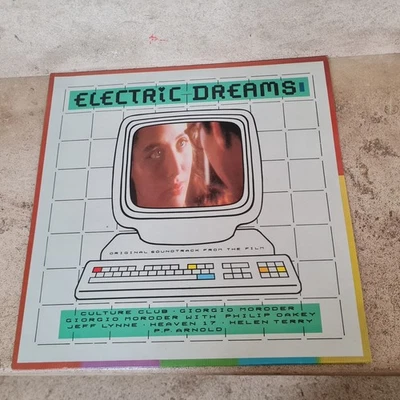 ELECTRIC DREAMS
ORIGINAL SOUNDTRACK FROM THE FILM
CULTURE CLUB · GIORGIO MORODER
GIORGIO MORODER WITH PHILIP OAKEY
JEFF LYNNE · HEAVEN 17 · HELEN TERRY
P.P. ARNOLD